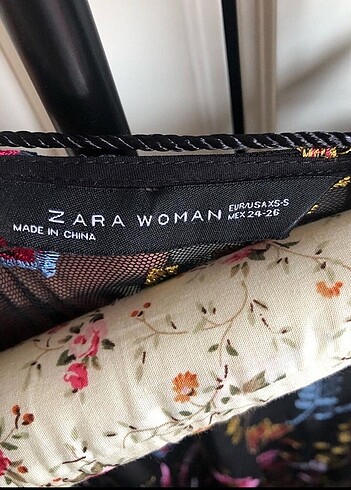 ZARA WOMAN
EUR/USA XS-S
MEX 24-26
MADE IN CHINA